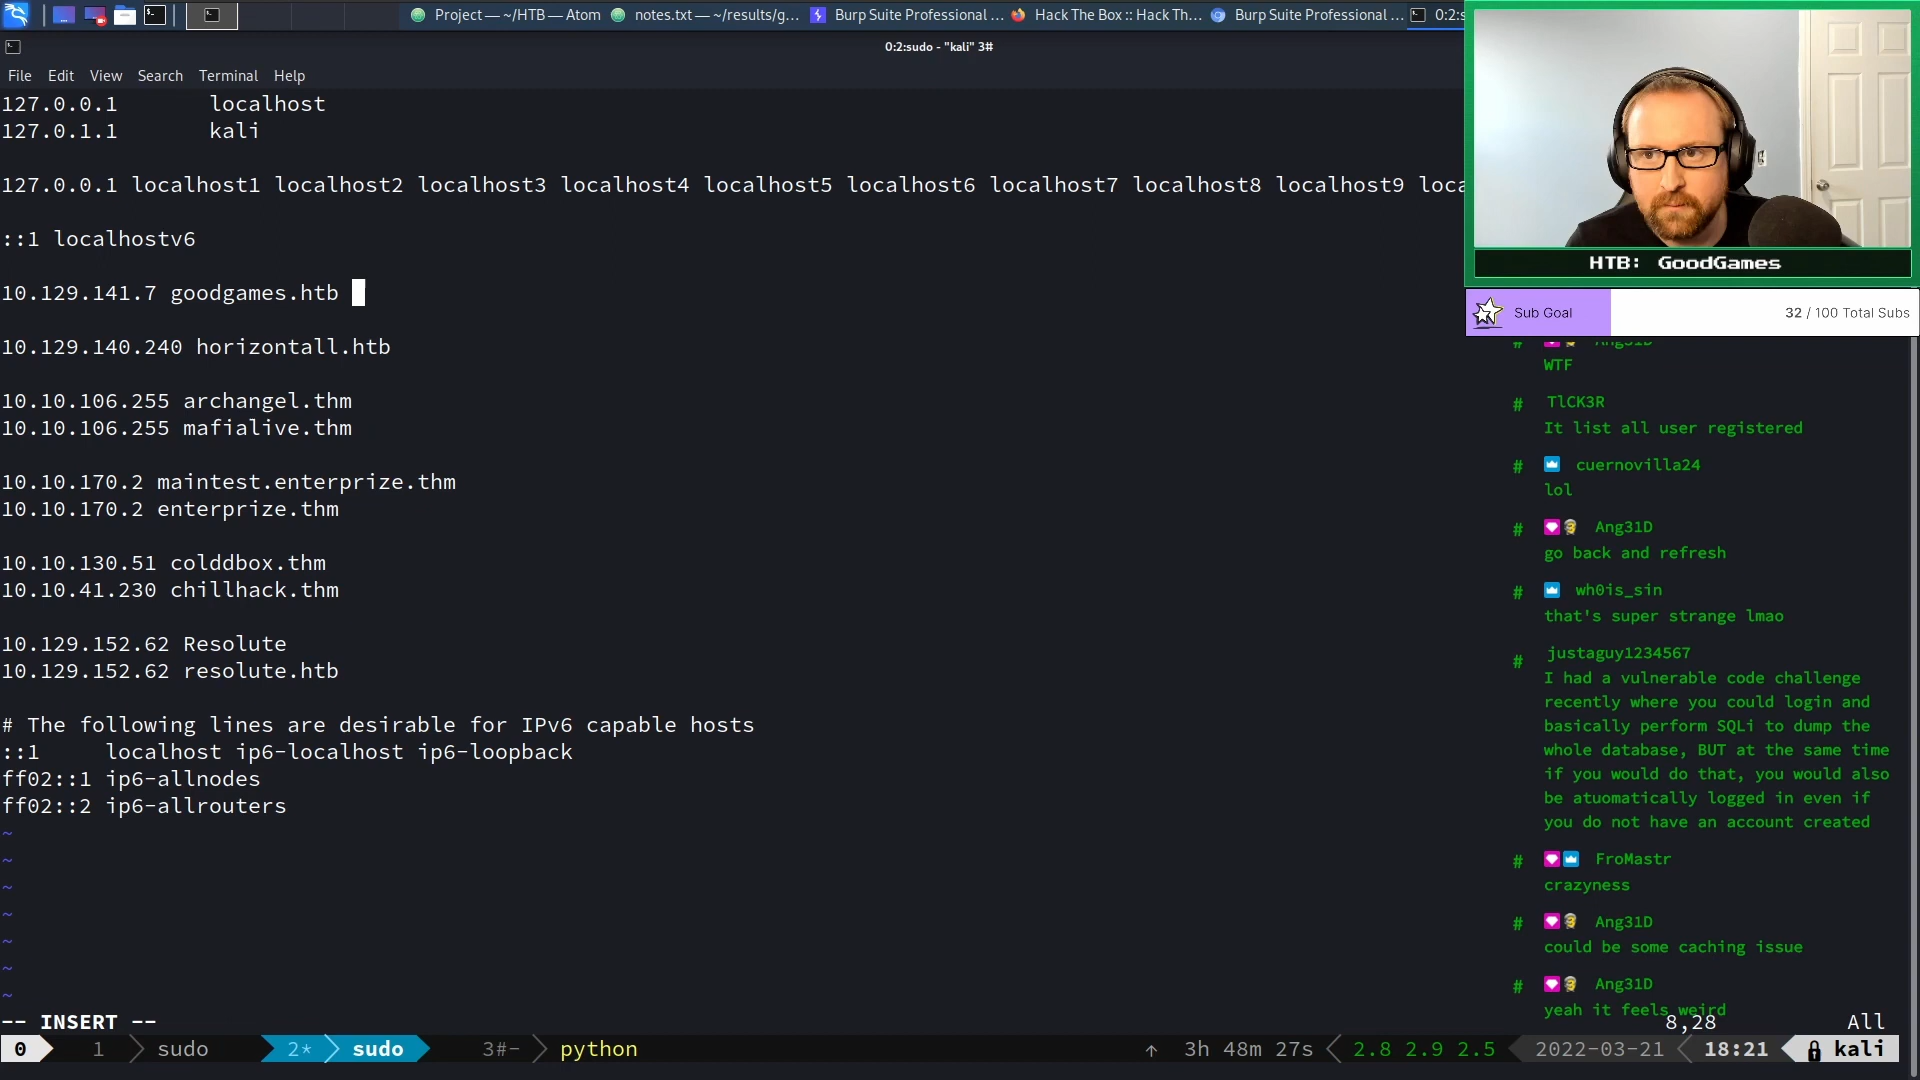 Project — ~/HTB — Atom
notes.txt — ~/results/g...
Burp Suite Professional ...
Hack The Box :: Hack Th...
Burp Suite Professional ...
0:2:s
0:2:sudo - "kali" 3#
File Edit View Search Terminal Help
127.0.0.1 localhost
127.0.1.1 kali
127.0.0.1 localhost1 localhost2 localhost3 localhost4 localhost5 localhost6 localhost7 localhost8 localhost9 loca
::1 localhostv6
10.129.141.7 goodgames.htb
10.129.140.240 horizontall.htb
10.10.106.255 archangel.thm
10.10.106.255 mafialive.thm
10.10.170.2 maintest.enterprize.thm
10.10.170.2 enterprize.thm
10.10.130.51 colddbox.thm
10.10.41.230 chillhack.thm
10.129.152.62 Resolute
10.129.152.62 resolute.htb
# The following lines are desirable for IPv6 capable hosts
::1 localhost ip6-localhost ip6-loopback
ff02::1 ip6-allnodes
ff02::2 ip6-allrouters
~
~
~
~
~
~
~
-- INSERT --
8,28 All
0 1 sudo 2* sudo 3#- python
↑ 3h 48m 27s 2.8 2.9 2.5 2022-03-21 18:21 kali
HTB: GoodGames
Sub Goal 32 / 100 Total Subs
# Ang31D
WTF
# TlCK3R
It list all user registered
# cuernovilla24
lol
# Ang31D
go back and refresh
# wh0is_sin
that's super strange lmao
# justaguy1234567
I had a vulnerable code challenge
recently where you could login and
basically perform SQLi to dump the
whole database, BUT at the same time
if you would do that, you would also
be atuomatically logged in even if
you do not have an account created
# FroMastr
crazyness
# Ang31D
could be some caching issue
# Ang31D
yeah it feels weird